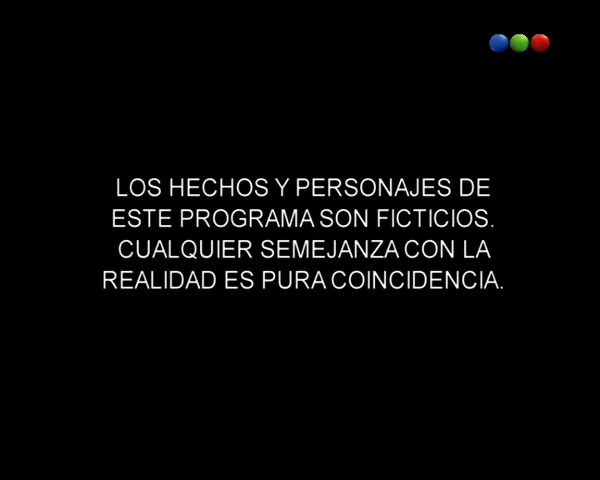 LOS HECHOS Y PERSONAJES DE
ESTE PROGRAMA SON FICTICIOS.
CUALQUIER SEMEJANZA CON LA
REALIDAD ES PURA COINCIDENCIA.